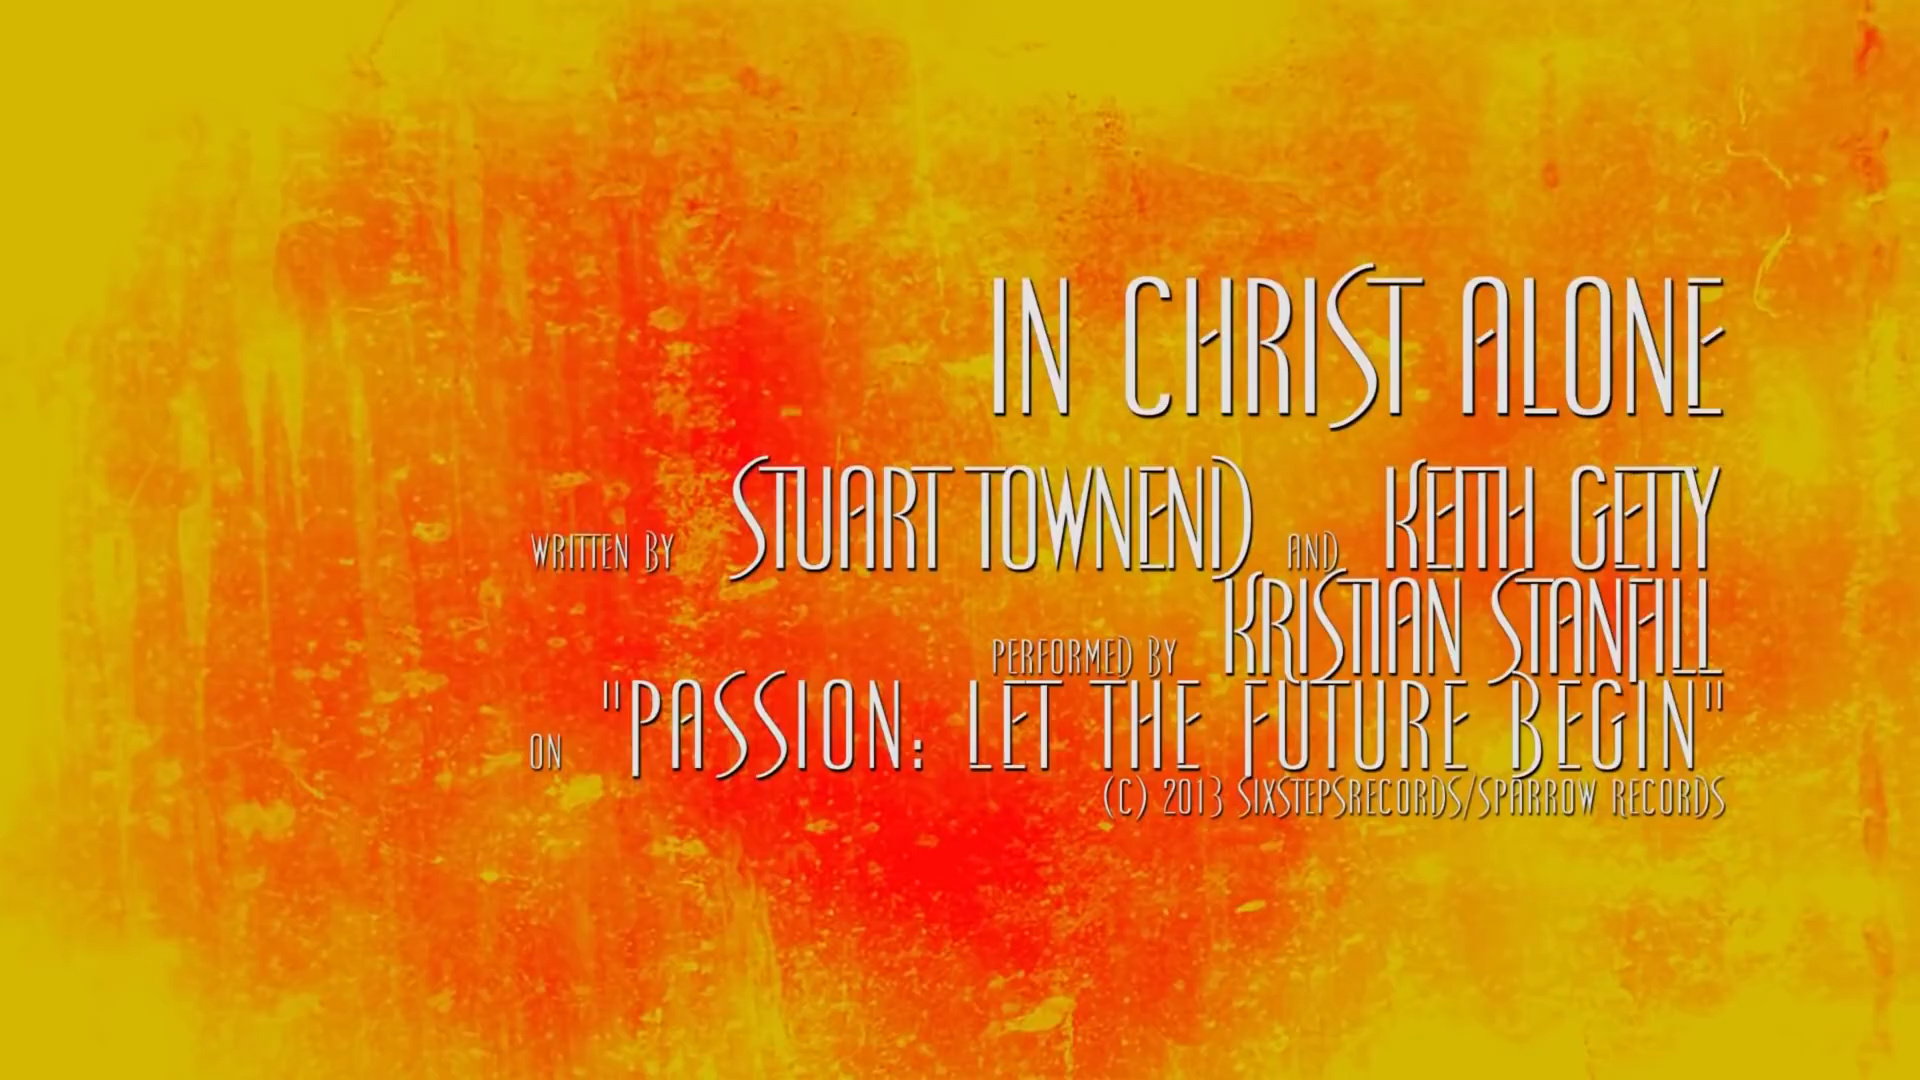 IN CHRIST ALONE
WRITTEN BY STUART TOWNEND AND KEITH GETTY
PERFORMED BY KRISTIAN STANFILL
ON "PASSION: LET THE FUTURE BEGIN"
(C) 2013 SIXSTEPSRECORDS/SPARROW RECORDS